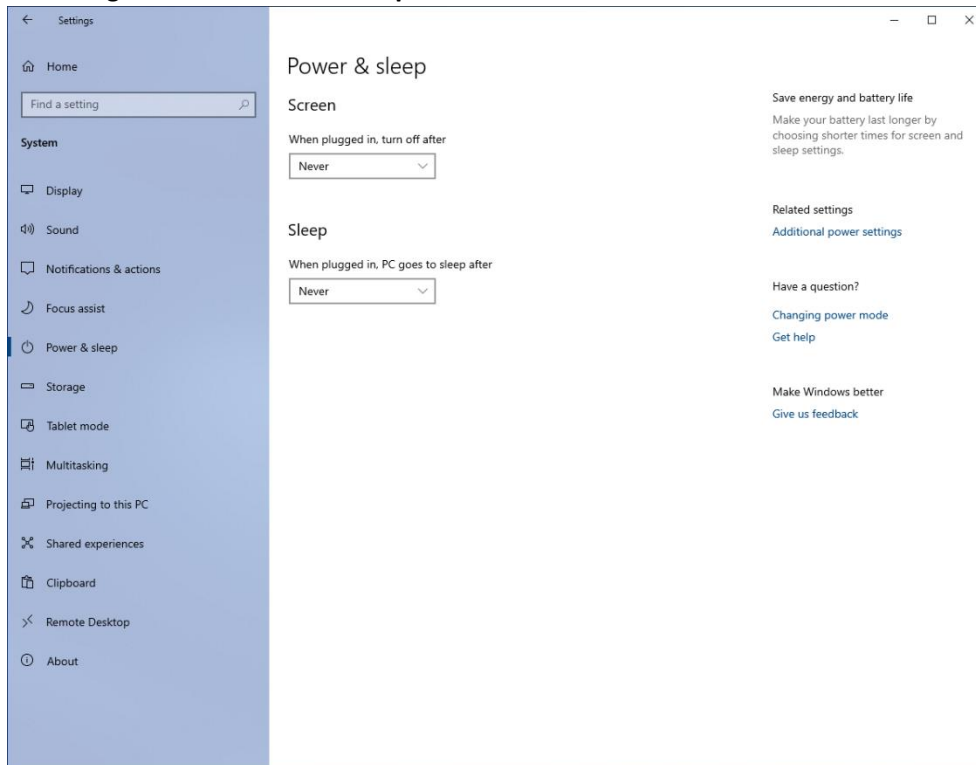 Settings
Home
Find a setting
System
Display
Sound
Notifications & actions
Focus assist
Power & sleep
Storage
Tablet mode
Multitasking
Projecting to this PC
Shared experiences
Clipboard
Remote Desktop
About
Power & sleep
Screen
When plugged in, turn off after
Never
Sleep
When plugged in, PC goes to sleep after
Never
Save energy and battery life
Make your battery last longer by
choosing shorter times for screen and
sleep settings.
Related settings
Additional power settings
Have a question?
Changing power mode
Get help
Make Windows better
Give us feedback